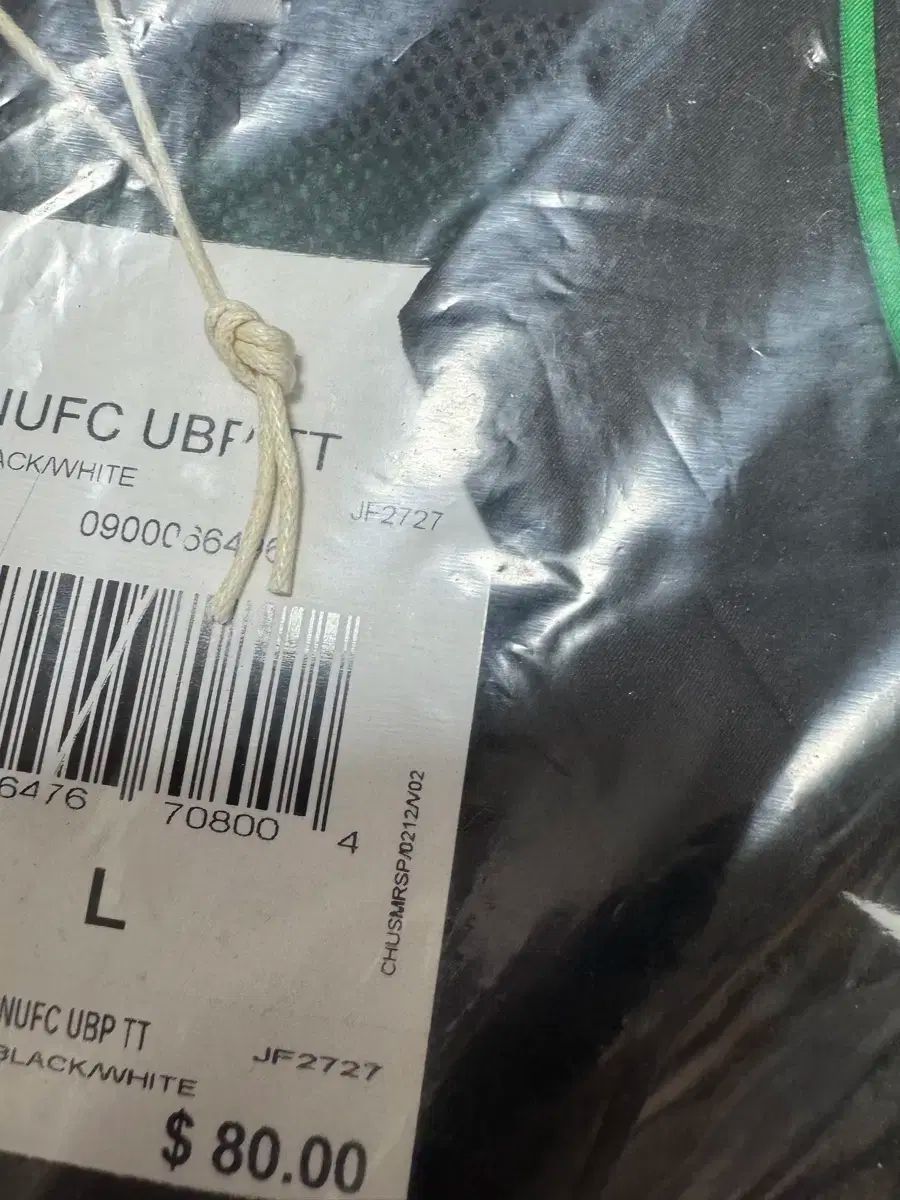 NUFC UBP TT
BLACK/WHITE
JF2727
6476 70800 4
CHUSMRSP/0212/V02
L
NUFC UBP TT
BLACK/WHITE
JF2727
$ 80.00